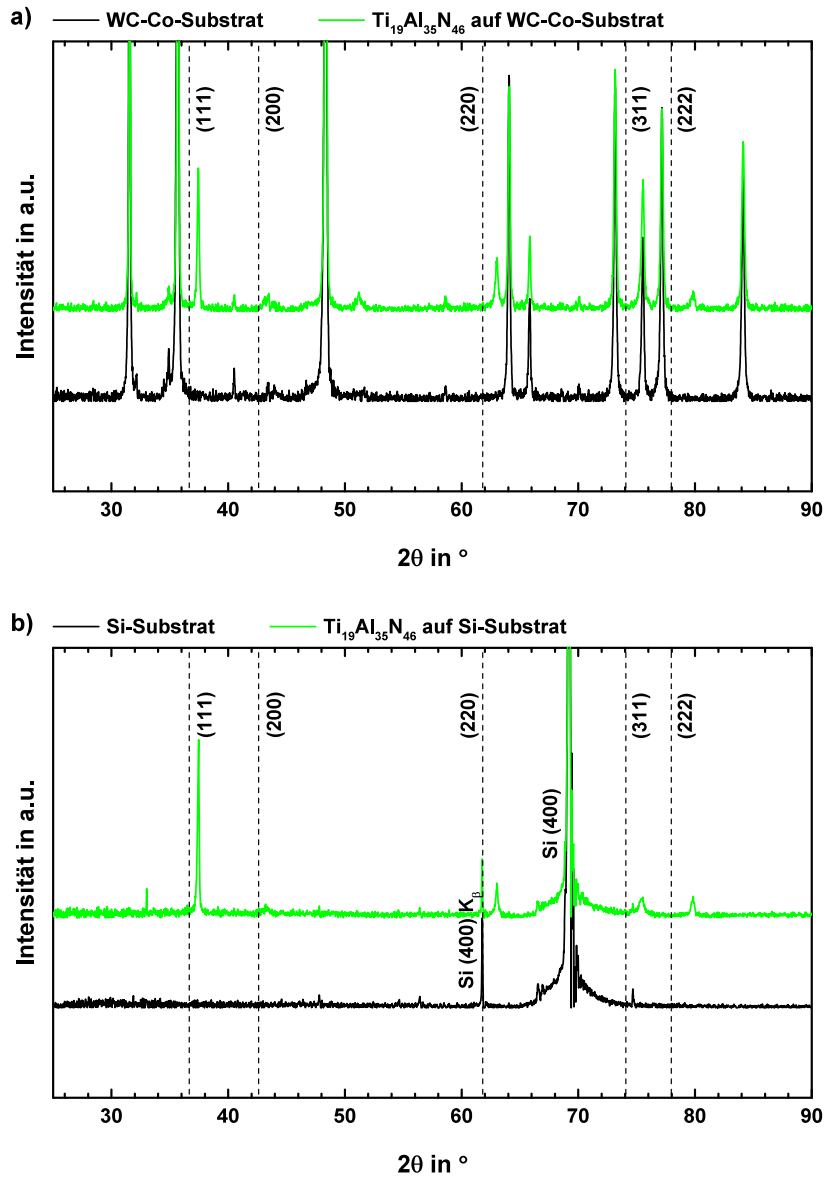 a) WC-Co-Substrat Ti₁₉Al₃₅N₄₆ auf WC-Co-Substrat
(111) (200) (220) (311) (222)
Intensität in a.u.
30 40 50 60 70 80 90
2θ in °
b) Si-Substrat Ti₁₉Al₃₅N₄₆ auf Si-Substrat
(111) (200) (220) (311) (222)
Si (400) Kβ
Si (400)
Intensität in a.u.
30 40 50 60 70 80 90
2θ in °